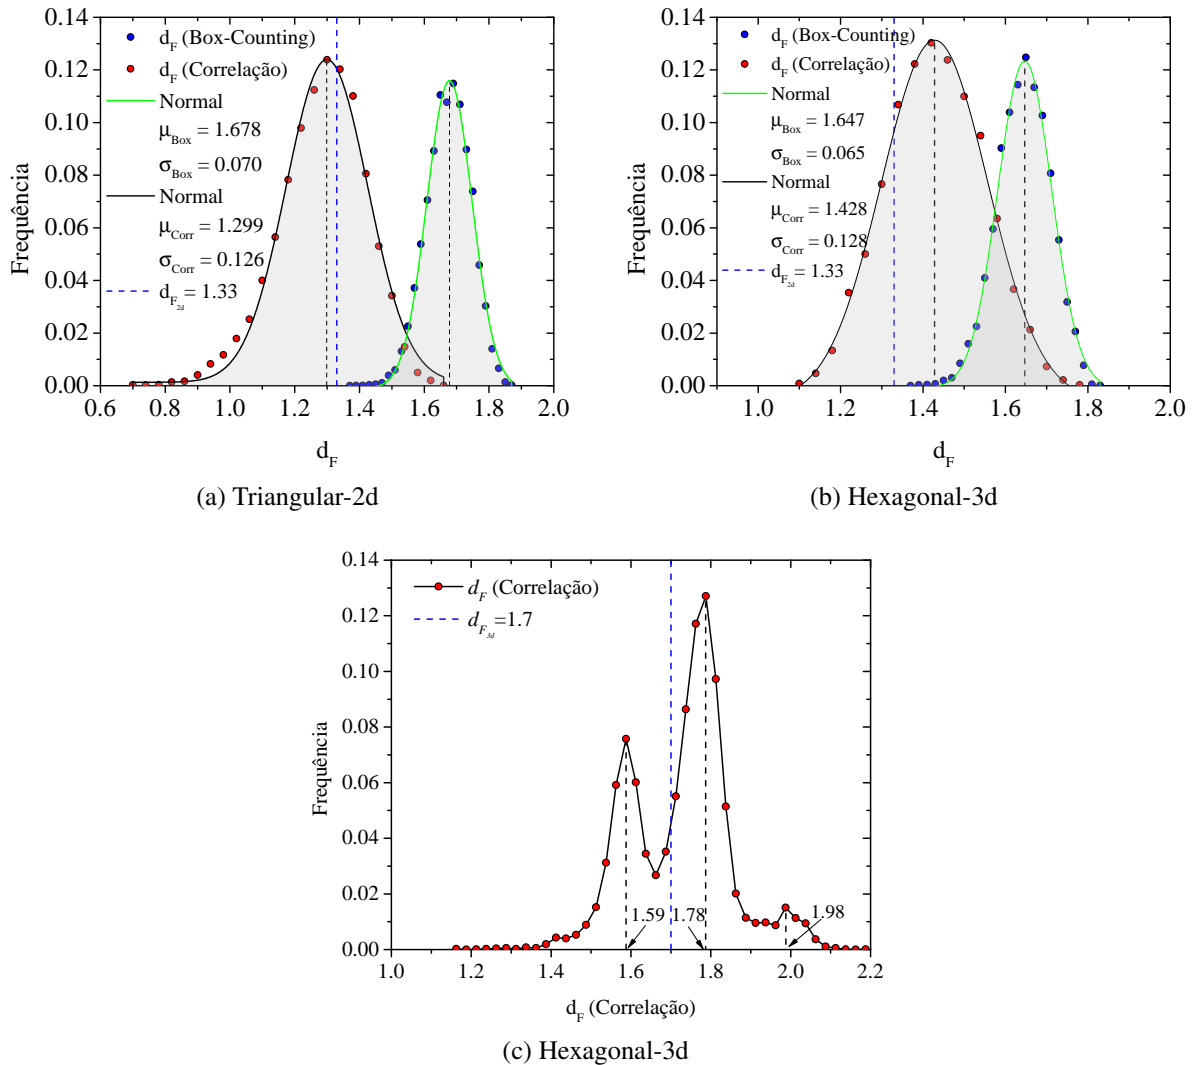 0.14
0.12
0.10
0.08
0.06
0.04
0.02
0.00
Frequência
d_F (Box-Counting)
d_F (Correlação)
Normal
μ_Box = 1.678
σ_Box = 0.070
Normal
μ_Corr = 1.299
σ_Corr = 0.126
d_F_2d = 1.33
0.6 0.8 1.0 1.2 1.4 1.6 1.8 2.0
d_F
(a) Triangular-2d
0.14
0.12
0.10
0.08
0.06
0.04
0.02
0.00
Frequência
d_F (Box-Counting)
d_F (Correlação)
Normal
μ_Box = 1.647
σ_Box = 0.065
Normal
μ_Corr = 1.428
σ_Corr = 0.128
d_F_2d = 1.33
1.0 1.2 1.4 1.6 1.8 2.0
d_F
(b) Hexagonal-3d
0.14
0.12
0.10
0.08
0.06
0.04
0.02
0.00
Frequência
d_F (Correlação)
d_F_3d =1.7
1.59 1.78 1.98
1.0 1.2 1.4 1.6 1.8 2.0 2.2
d_F (Correlação)
(c) Hexagonal-3d